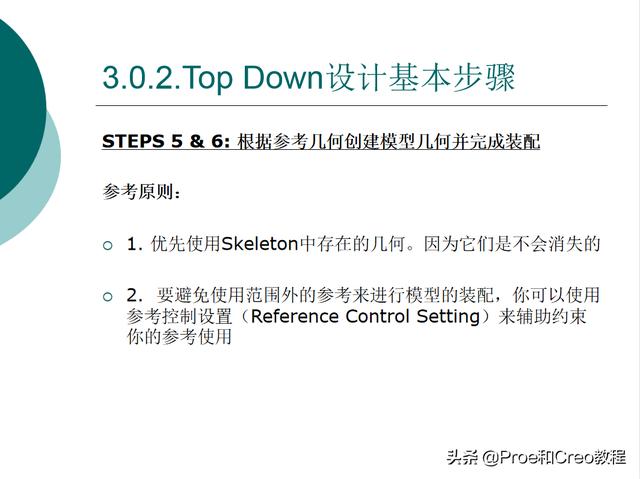 3.0.2.Top Down设计基本步骤
STEPS 5 & 6: 根据参考几何创建模型几何并完成装配
参考原则：
1. 优先使用Skeleton中存在的几何。因为它们是不会消失的
2. 要避免使用范围外的参考来进行模型的装配，你可以使用
参考控制设置（Reference Control Setting）来辅助约束
你的参考使用
头条 @Proe和Creo教程